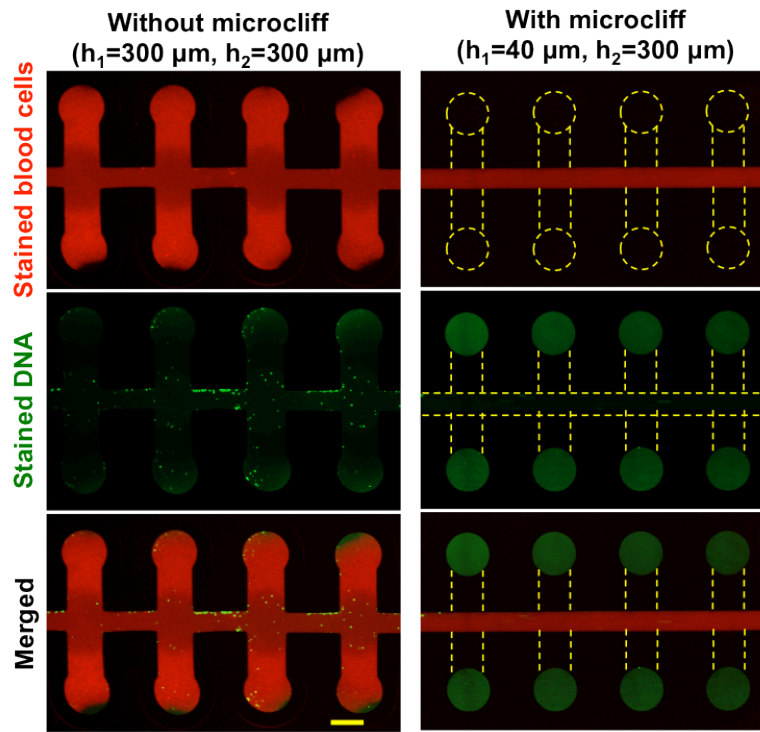 Without microcliff
(h₁=300 µm, h₂=300 µm)
With microcliff
(h₁=40 µm, h₂=300 µm)
Stained blood cells
Stained DNA
Merged